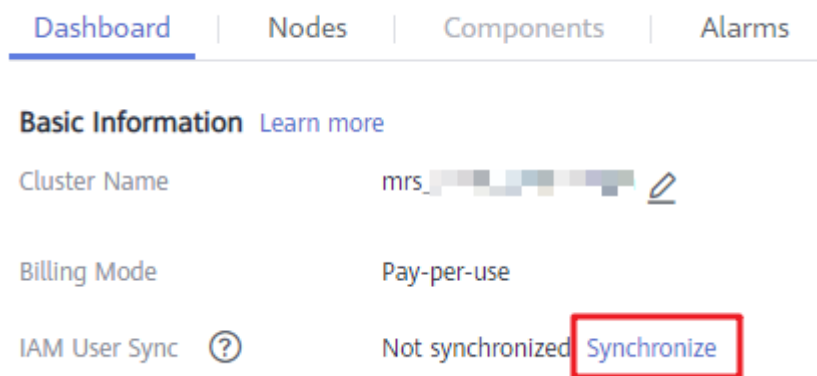 Dashboard Nodes Components Alarms
Basic Information Learn more
Cluster Name mrs_
Billing Mode Pay-per-use
IAM User Sync ? Not synchronized Synchronize